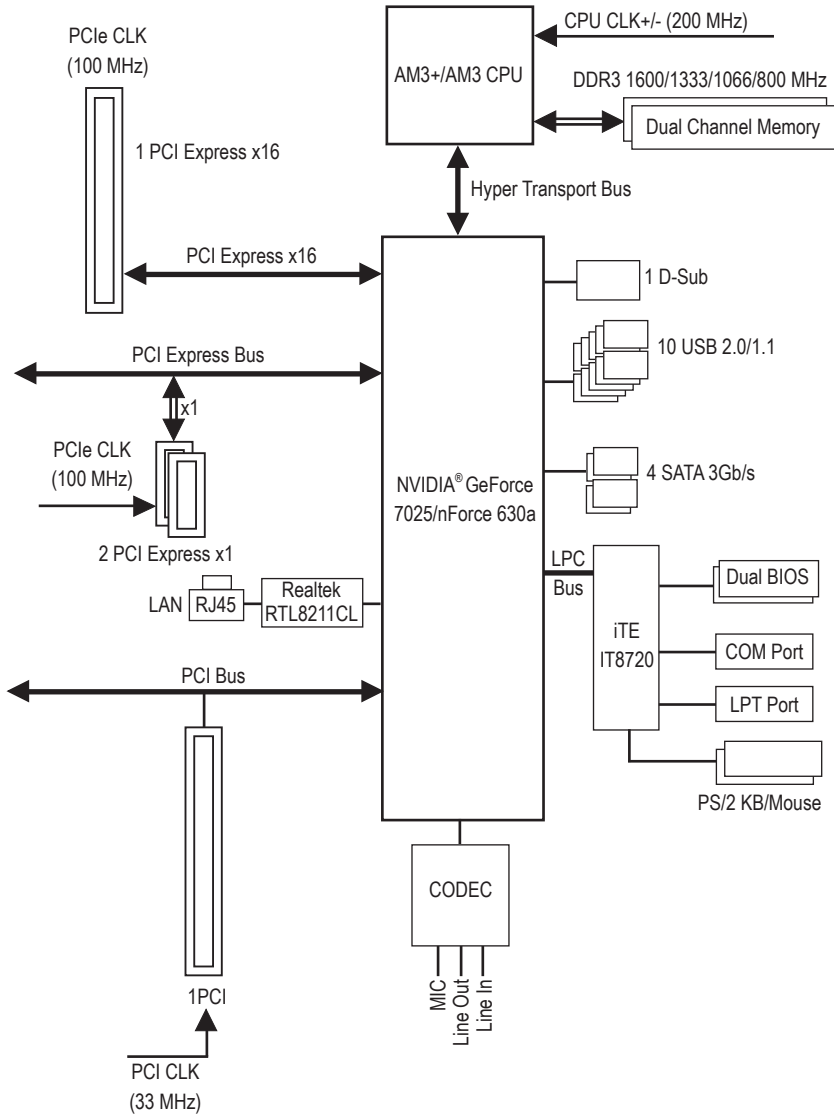 PCIe CLK
(100 MHz)
1 PCI Express x16
AM3+/AM3 CPU
CPU CLK+/- (200 MHz)
DDR3 1600/1333/1066/800 MHz
Dual Channel Memory
Hyper Transport Bus
PCI Express x16
PCI Express Bus
x1
PCIe CLK
(100 MHz)
2 PCI Express x1
NVIDIA® GeForce
7025/nForce 630a
1 D-Sub
10 USB 2.0/1.1
4 SATA 3Gb/s
LPC
Bus
iTE
IT8720
Dual BIOS
COM Port
LPT Port
PS/2 KB/Mouse
LAN
RJ45
Realtek
RTL8211CL
PCI Bus
1PCI
PCI CLK
(33 MHz)
CODEC
MIC
Line Out
Line In